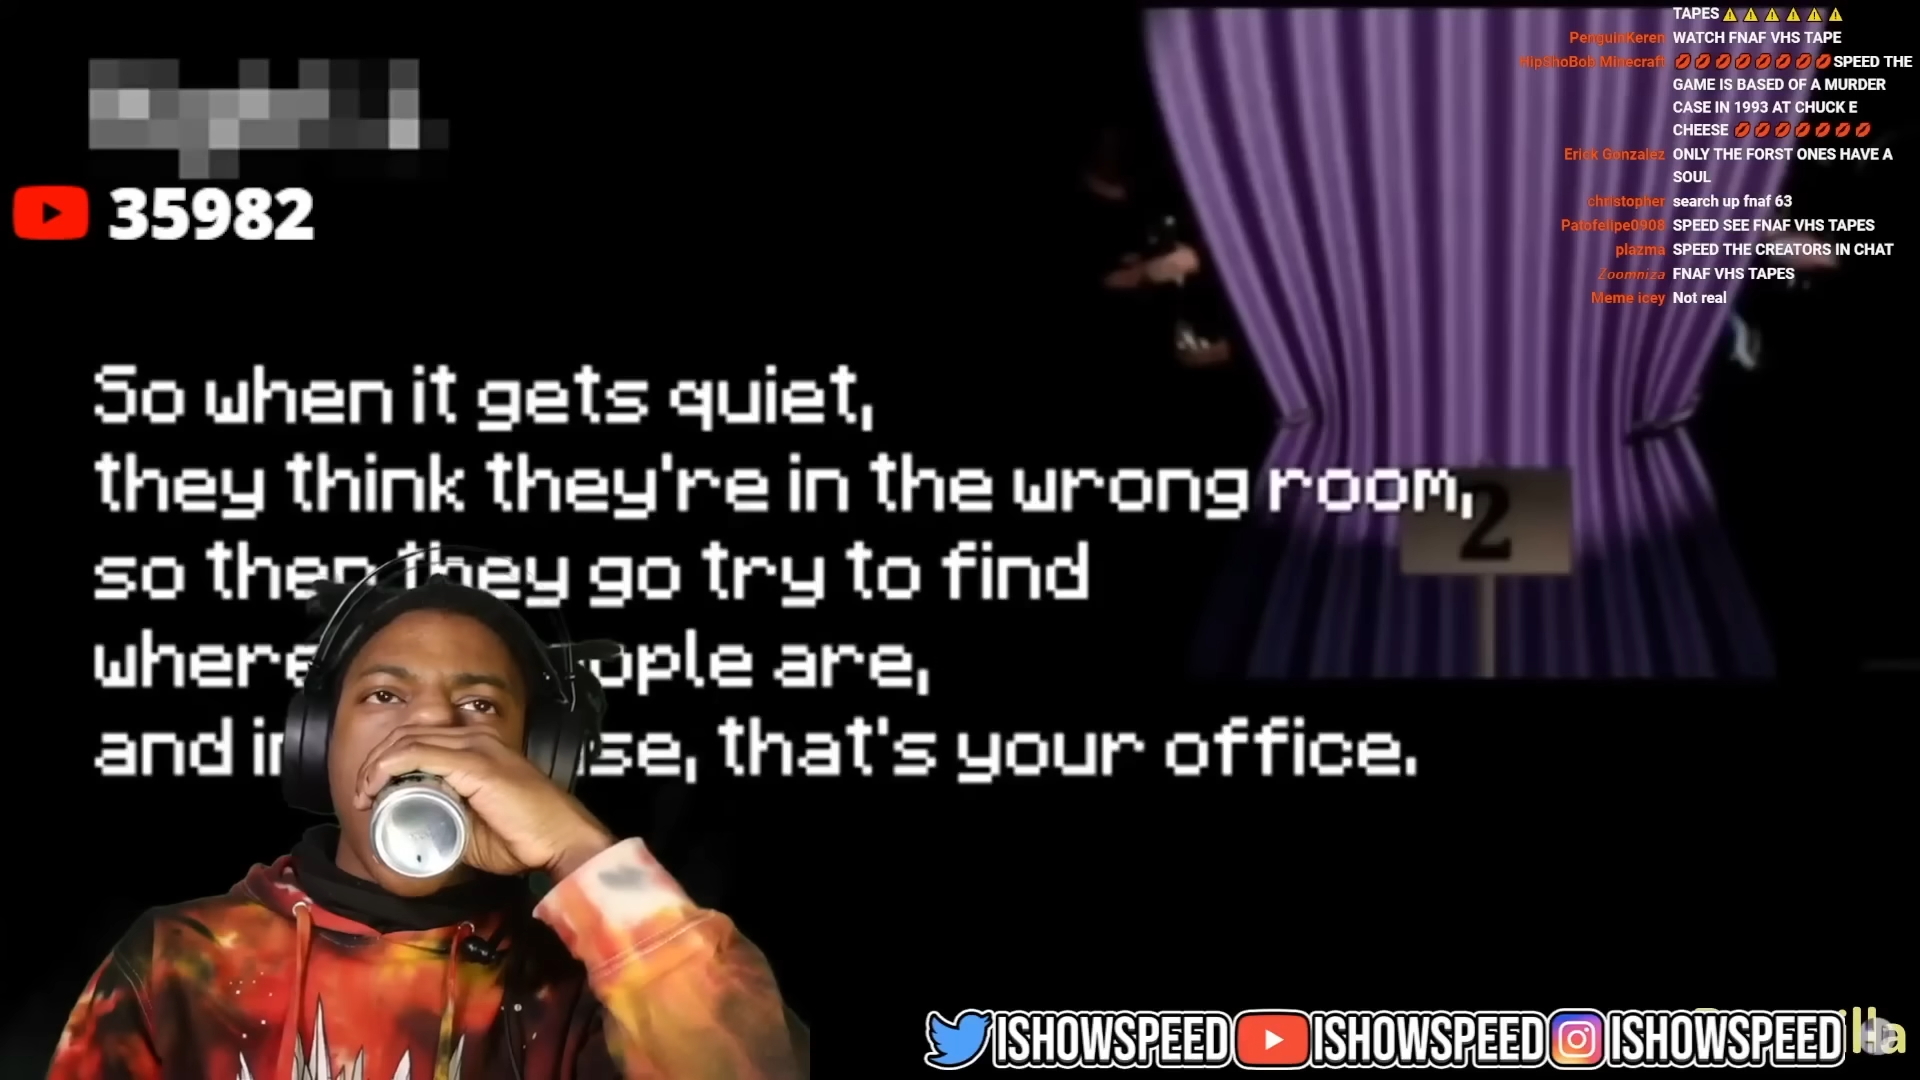 35982
So when it gets quiet,
they think they're in the wrong room,
so then they go try to find
where ople are,
and in se, that's your office.
2
TAPES ⚠⚠⚠⚠⚠⚠
PenguinKeren WATCH FNAF VHS TAPE
HipShoBob Minecraft 💋💋💋💋💋💋💋💋SPEED THE
GAME IS BASED OF A MURDER
CASE IN 1993 AT CHUCK E
CHEESE 💋💋💋💋💋💋💋
Erick Gonzalez ONLY THE FORST ONES HAVE A
SOUL
christopher search up fnaf 63
Patofelipe0908 SPEED SEE FNAF VHS TAPES
plazma SPEED THE CREATORS IN CHAT
Zoomniza FNAF VHS TAPES
Meme icey Not real
ISHOWSPEED ISHOWSPEED ISHOWSPEED